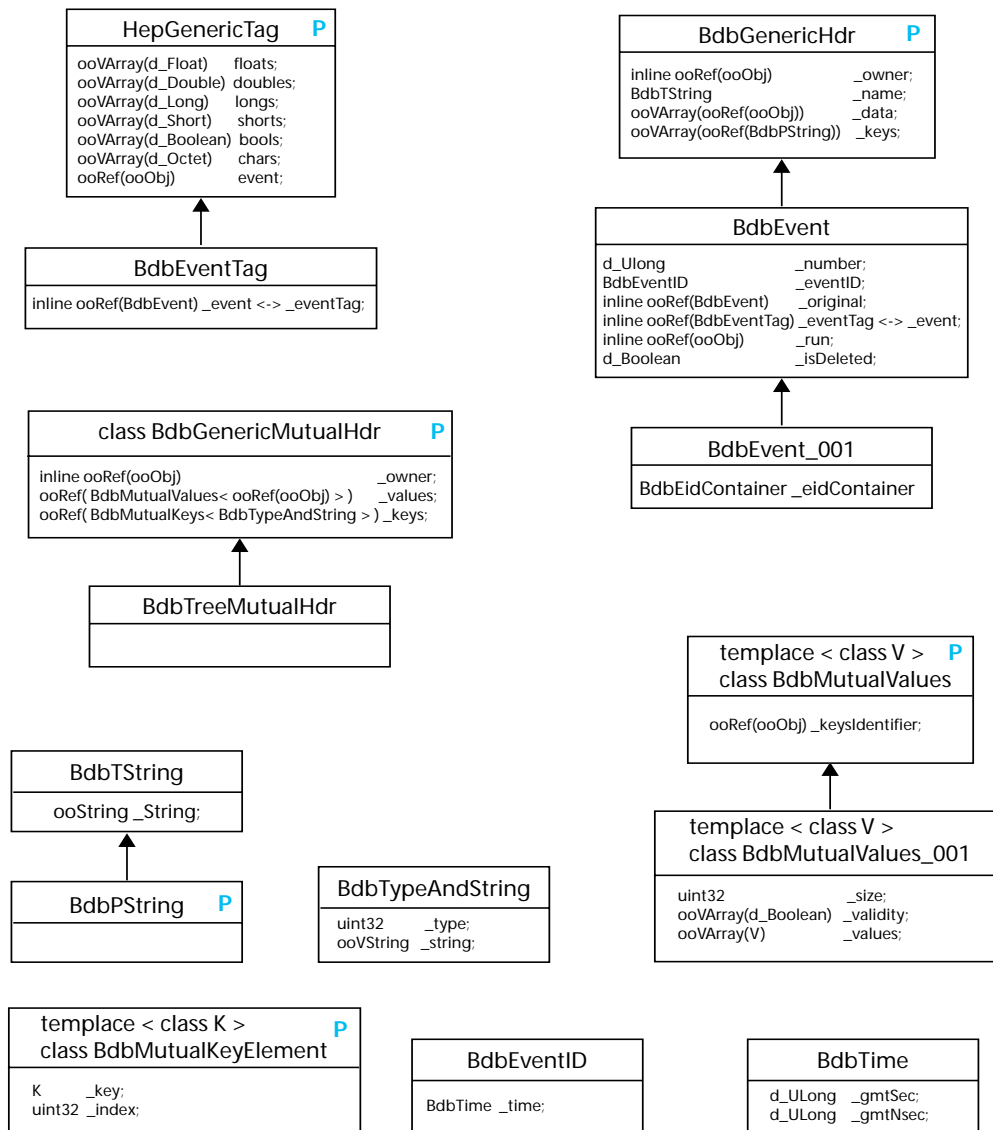 HepGenericTag P
ooVArray(d_Float) floats;
ooVArray(d_Double) doubles;
ooVArray(d_Long) longs;
ooVArray(d_Short) shorts;
ooVArray(d_Boolean) bools;
ooVArray(d_Octet) chars;
ooRef(ooObj) event;
BdbEventTag
inline ooRef(BdbEvent) _event <-> _eventTag;
BdbGenericHdr P
inline ooRef(ooObj) _owner;
BdbTString _name;
ooVArray(ooRef(ooObj)) _data;
ooVArray(ooRef(BdbPString)) _keys;
BdbEvent
d_Ulong _number;
BdbEventID _eventID;
inline ooRef(BdbEvent) _original;
inline ooRef(BdbEventTag) _eventTag <-> _event;
inline ooRef(ooObj) _run;
d_Boolean _isDeleted;
BdbEvent_001
BdbEidContainer _eidContainer
class BdbGenericMutualHdr P
inline ooRef(ooObj) _owner;
ooRef( BdbMutualValues< ooRef(ooObj) > ) _values;
ooRef( BdbMutualKeys< BdbTypeAndString > ) _keys;
BdbTreeMutualHdr
templace < class V > P
class BdbMutualValues
ooRef(ooObj) _keysIdentifier;
templace < class V >
class BdbMutualValues_001
uint32 _size;
ooVArray(d_Boolean) _validity;
ooVArray(V) _values;
BdbTString
ooString _String;
BdbPString P
BdbTypeAndString
uint32 _type;
ooVString _string;
templace < class K > P
class BdbMutualKeyElement
K _key;
uint32 _index;
BdbEventID
BdbTime _time;
BdbTime
d_ULong _gmtSec;
d_ULong _gmtNsec;